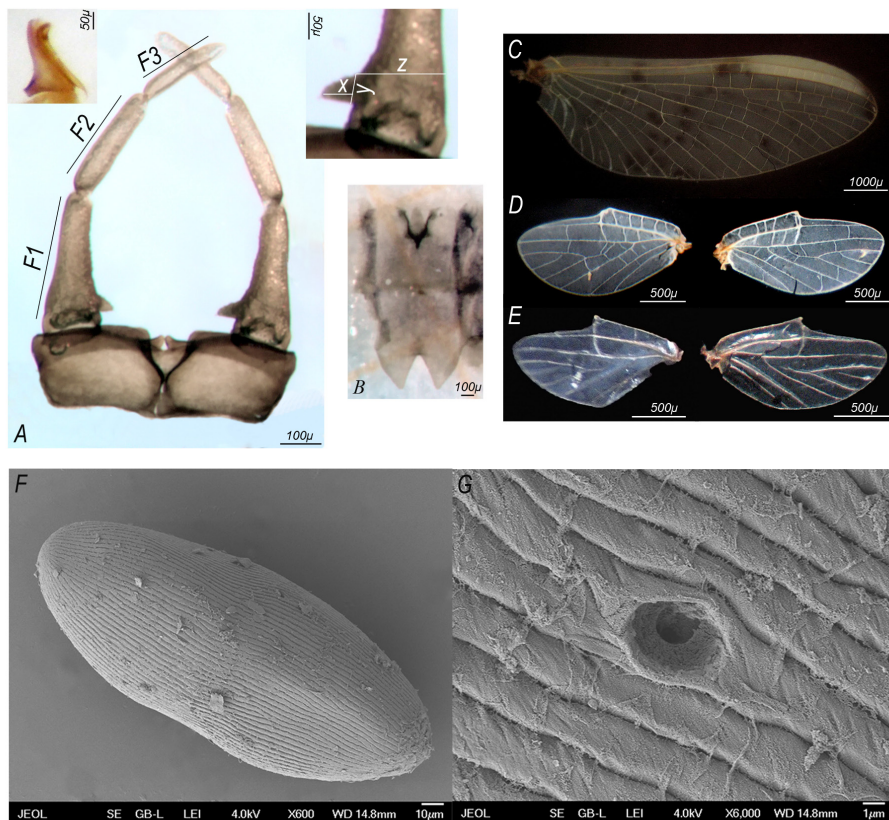 50µ
F3
F2
F1
A
100µ
50µ
z
x
y
B
100µ
C
1000µ
D
500µ
500µ
E
500µ
500µ
F
JEOL SE GB-L LEI 4.0kV X600 WD 14.8mm 10µm
G
JEOL SE GB-L LEI 4.0kV X6,000 WD 14.8mm 1µm